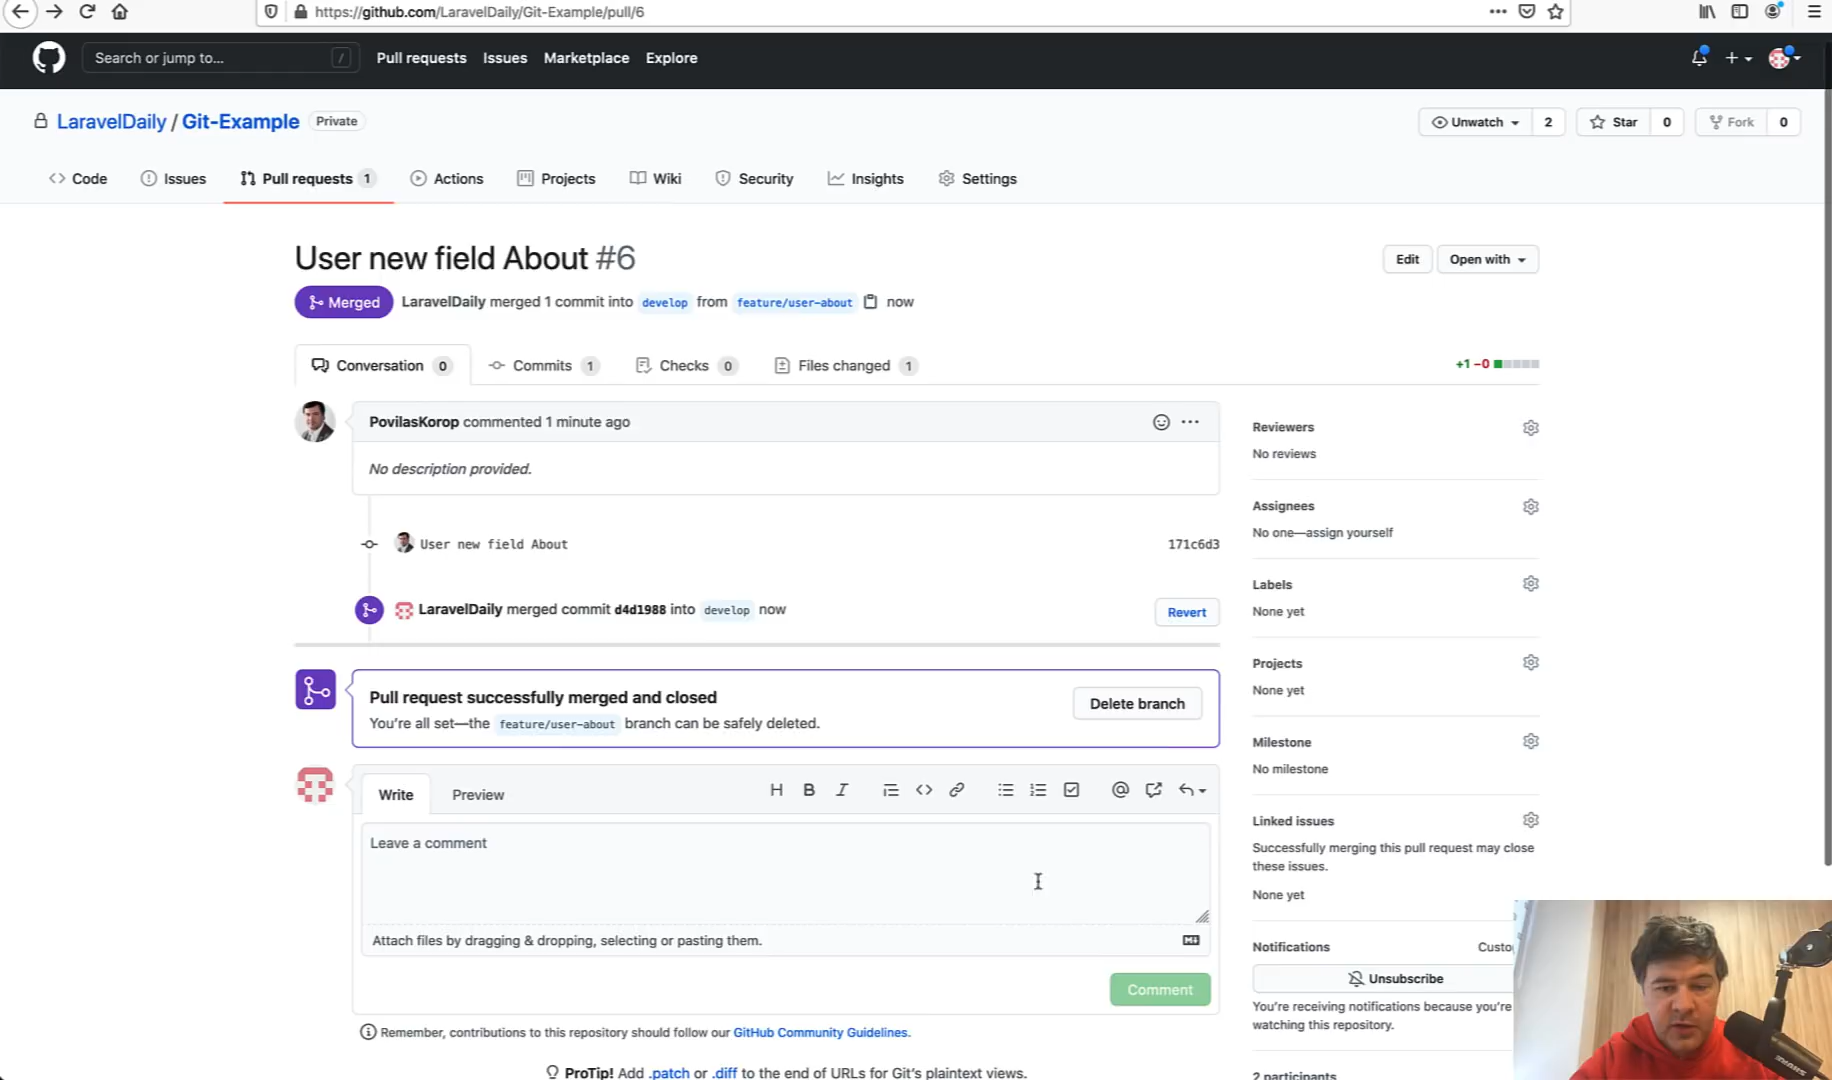 https://github.com/LaravelDaily/Git-Example/pull/6
Search or jump to... /
Pull requests Issues Marketplace Explore
LaravelDaily / Git-Example Private
Unwatch 2 Star 0 Fork 0
Code Issues Pull requests 1 Actions Projects Wiki Security Insights Settings
User new field About #6
Edit Open with
Merged LaravelDaily merged 1 commit into develop from feature/user-about now
Conversation 0 Commits 1 Checks 0 Files changed 1
+1 −0
PovilasKorop commented 1 minute ago
No description provided.
User new field About 171c6d3
LaravelDaily merged commit d4d1988 into develop now
Revert
Pull request successfully merged and closed
You're all set—the feature/user-about branch can be safely deleted.
Delete branch
Write Preview
Leave a comment
Attach files by dragging & dropping, selecting or pasting them.
Comment
Remember, contributions to this repository should follow our GitHub Community Guidelines.
ProTip! Add .patch or .diff to the end of URLs for Git's plaintext views.
Reviewers
No reviews
Assignees
No one—assign yourself
Labels
None yet
Projects
None yet
Milestone
No milestone
Linked issues
Successfully merging this pull request may close
these issues.
None yet
Notifications
Unsubscribe
You're receiving notifications because you're
watching this repository.
2 participants